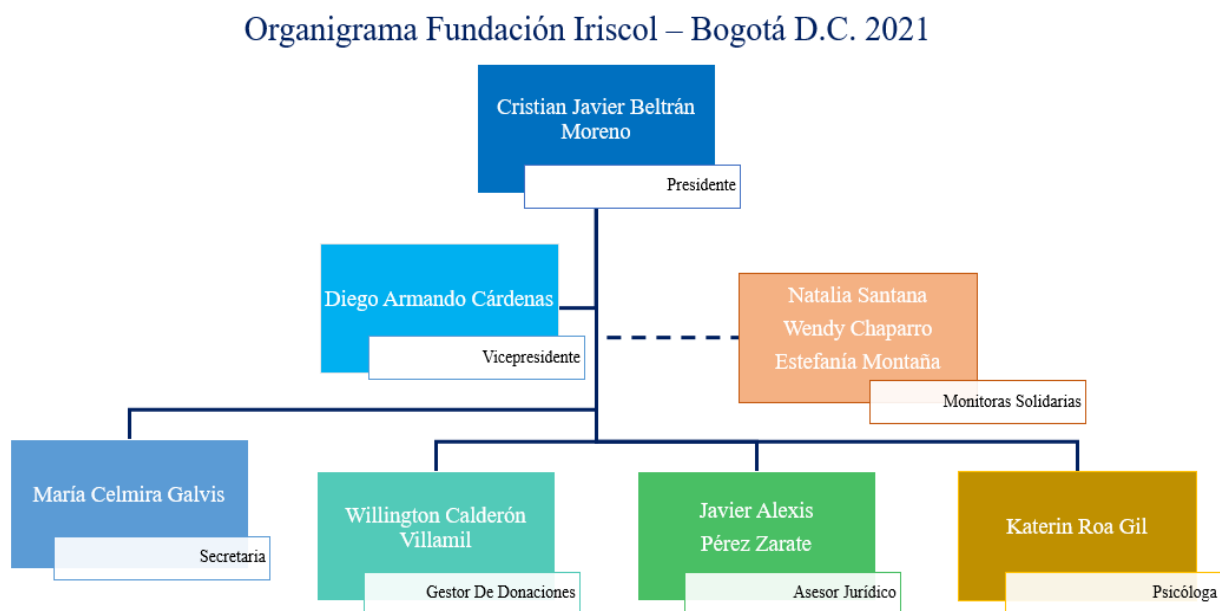 Organigrama Fundación Iriscol – Bogotá D.C. 2021
Cristian Javier Beltrán
Moreno
Presidente
Diego Armando Cárdenas
Vicepresidente
Natalia Santana
Wendy Chaparro
Estefanía Montaña
Monitoras Solidarias
María Celmira Galvis
Secretaria
Willington Calderón
Villamil
Gestor De Donaciones
Javier Alexis
Pérez Zarate
Asesor Jurídico
Katerin Roa Gil
Psicóloga